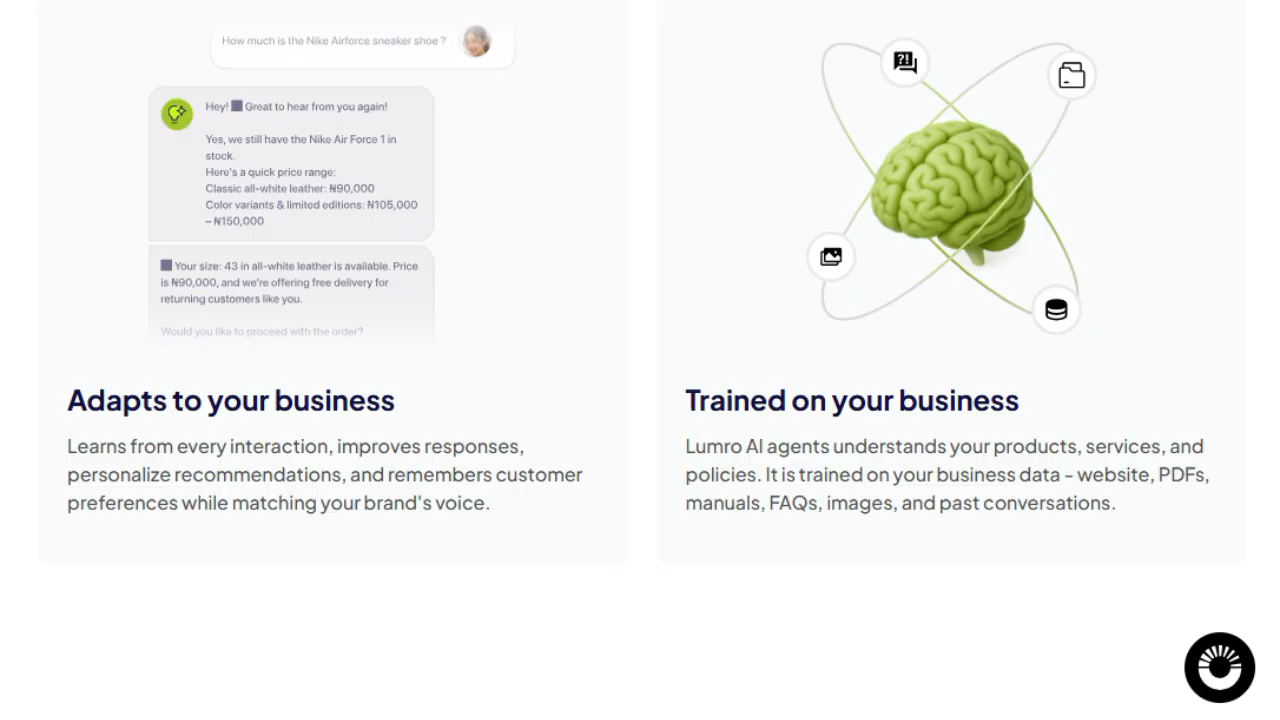 How much is the Nike Airforce sneaker shoe ?
Hey! Great to hear from you again!
Yes, we still have the Nike Air Force 1 in
stock.
Here's a quick price range:
Classic all-white leather: ₦90,000
Color variants & limited editions: ₦105,000
– ₦150,000
Your size: 43 in all-white leather is available. Price
is ₦90,000, and we're offering free delivery for
returning customers like you.
Would you like to proceed with the order?
Adapts to your business
Learns from every interaction, improves responses,
personalize recommendations, and remembers customer
preferences while matching your brand's voice.
?!
Trained on your business
Lumro AI agents understands your products, services, and
policies. It is trained on your business data – website, PDFs,
manuals, FAQs, images, and past conversations.